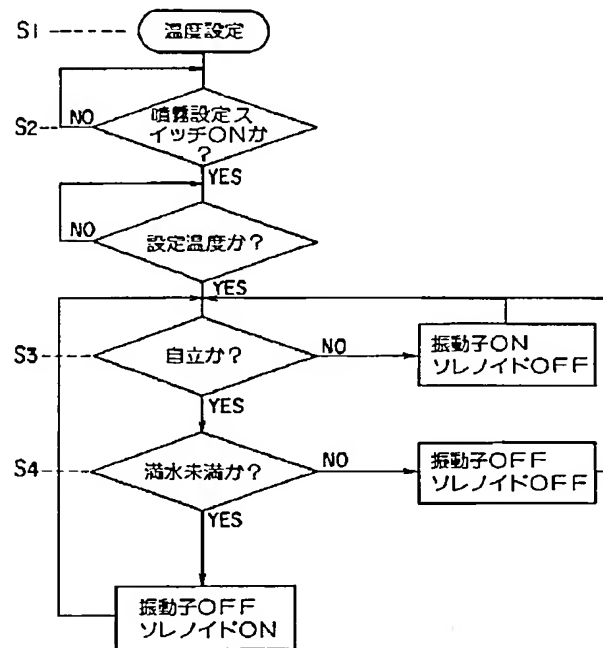 S1
温度設定
NO
S2
噴霧設定ス
イッチONか
?
YES
NO
設定温度か?
YES
S3
自立か?
NO
振動子ON
ソレノイドOFF
YES
S4
満水未満か?
NO
振動子OFF
ソレノイドOFF
YES
振動子OFF
ソレノイドON